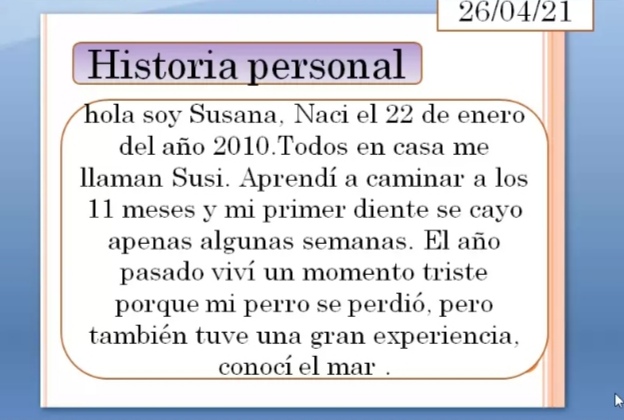 26/04/21
Historia personal
hola soy Susana, Naci el 22 de enero
del año 2010.Todos en casa me
llaman Susi. Aprendí a caminar a los
11 meses y mi primer diente se cayo
apenas algunas semanas. El año
pasado viví un momento triste
porque mi perro se perdió, pero
también tuve una gran experiencia,
conocí el mar .